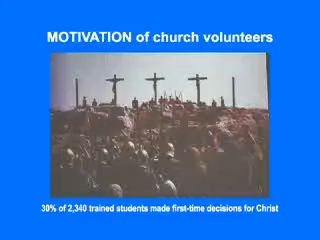 MOTIVATION of church volunteers
30% of 2,340 trained students made first-time decisions for Christ